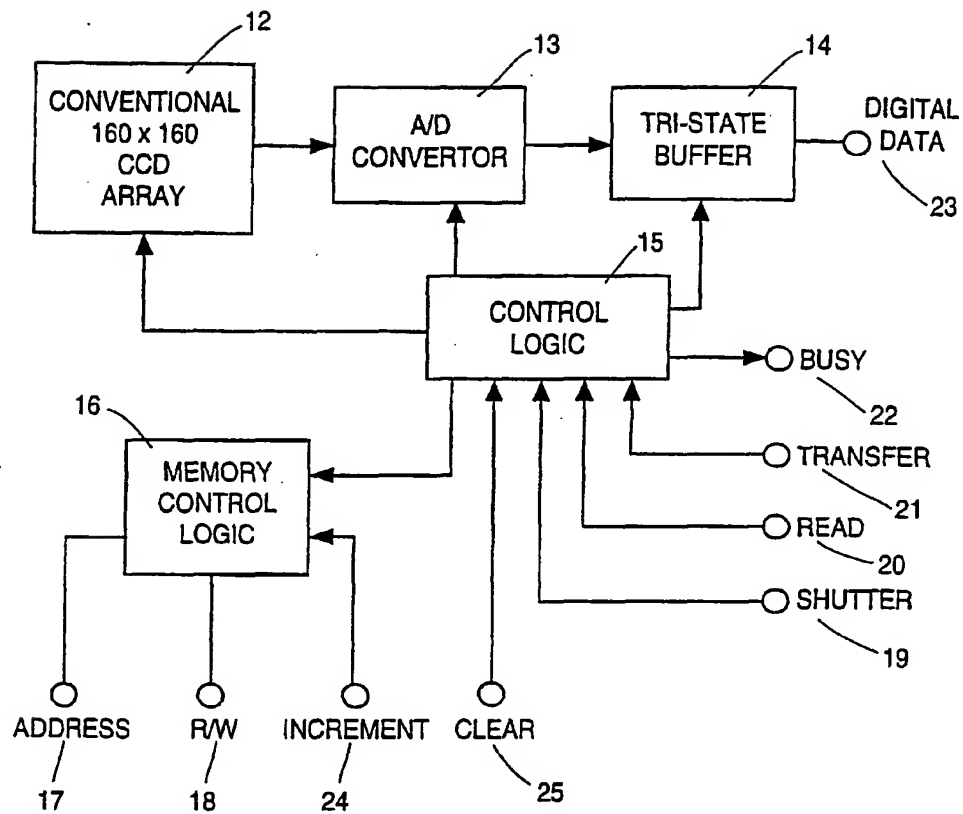 12
CONVENTIONAL
160 x 160
CCD
ARRAY
13
A/D
CONVERTOR
14
TRI-STATE
BUFFER
DIGITAL
DATA
23
15
CONTROL
LOGIC
BUSY
22
TRANSFER
21
READ
20
SHUTTER
19
16
MEMORY
CONTROL
LOGIC
ADDRESS
17
R/W
18
INCREMENT
24
CLEAR
25